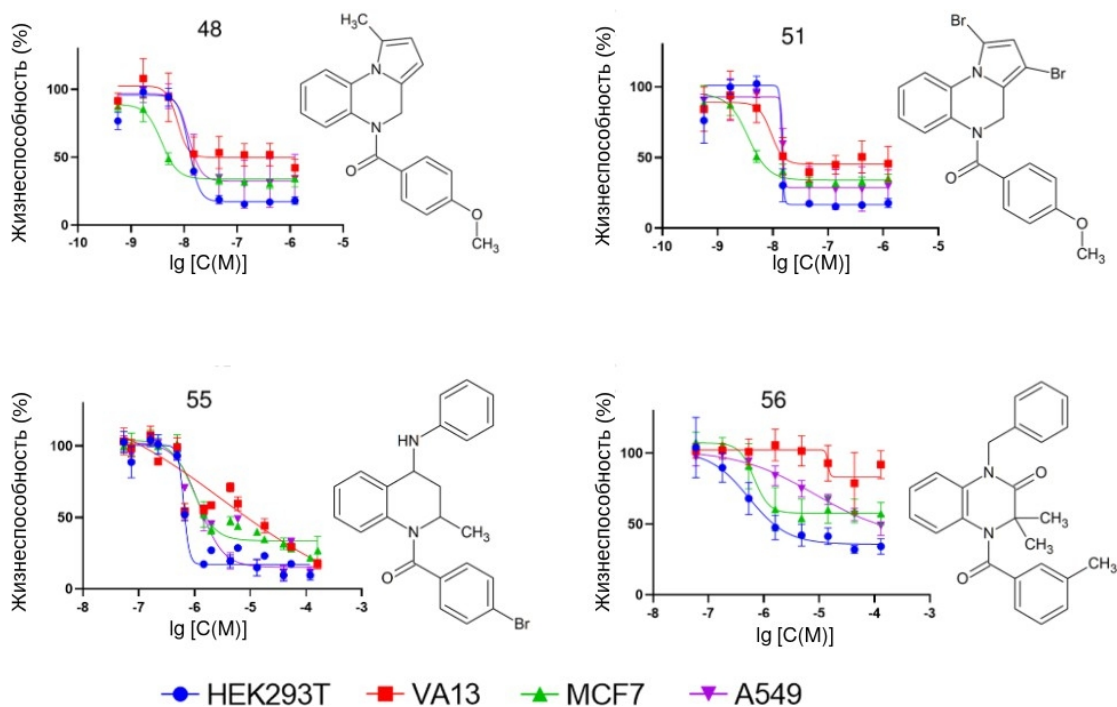 48
Жизнеспособность (%)
100
50
0
-10 -9 -8 -7 -6 -5
lg [C(M)]
H₃C
N
N
O
O
CH₃
51
Жизнеспособность (%)
100
50
0
-10 -9 -8 -7 -6 -5
lg [C(M)]
Br
N
Br
N
O
O
CH₃
55
Жизнеспособность (%)
100
50
0
-8 -7 -6 -5 -4 -3
lg [C(M)]
HN
N
CH₃
O
Br
56
Жизнеспособность (%)
100
50
0
-8 -7 -6 -5 -4 -3
lg [C(M)]
N
O
N
CH₃
CH₃
O
CH₃
HEK293T VA13 MCF7 A549